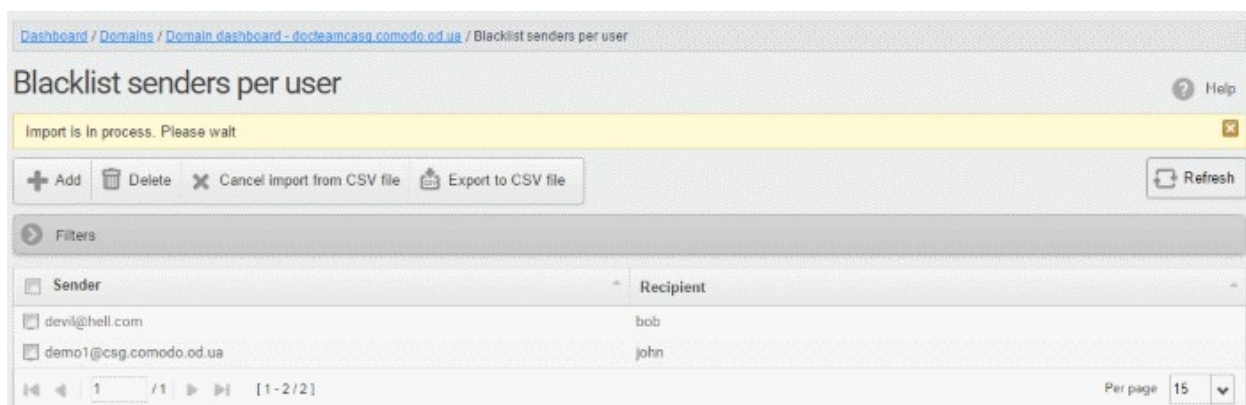 Dashboard / Domains / Domain dashboard - docteamcasg.comodo.od.ua / Blacklist senders per user
Blacklist senders per user
Help
Import is in process. Please wait
Add Delete Cancel import from CSV file Export to CSV file Refresh
Filters
Sender Recipient
devil@hell.com bob
demo1@csg.comodo.od.ua john
1 / 1 [1 - 2 / 2] Per page 15